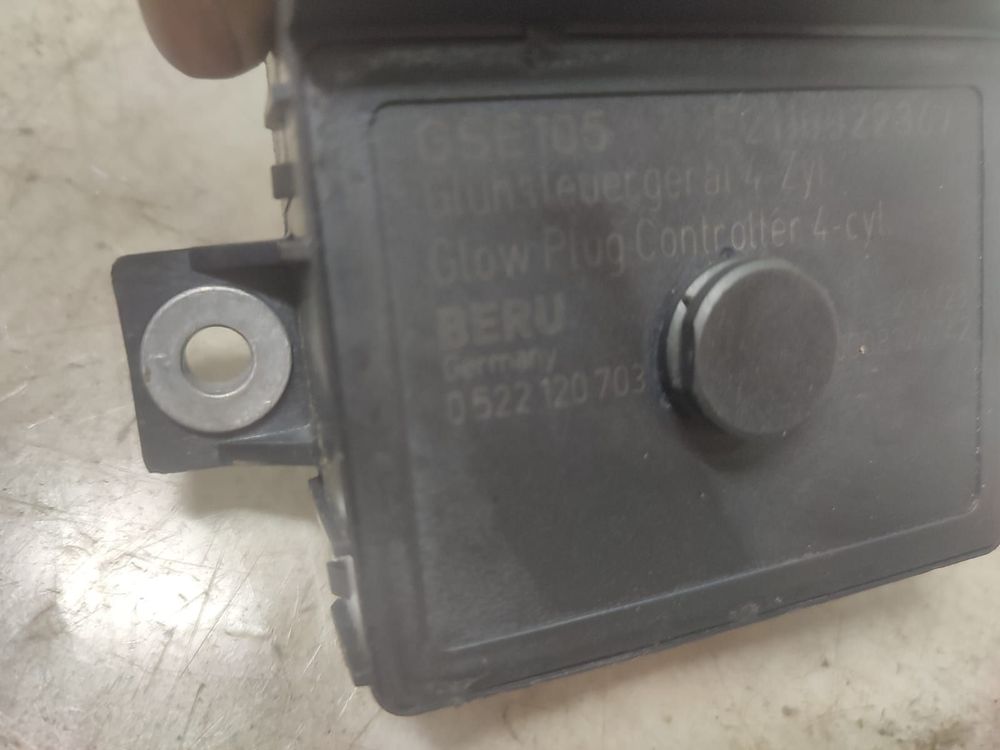 GSE105
Glühsteuergerät 4-Zyl.
Glow Plug Controller 4-cyl.
BERU
Germany
0 522 120 703